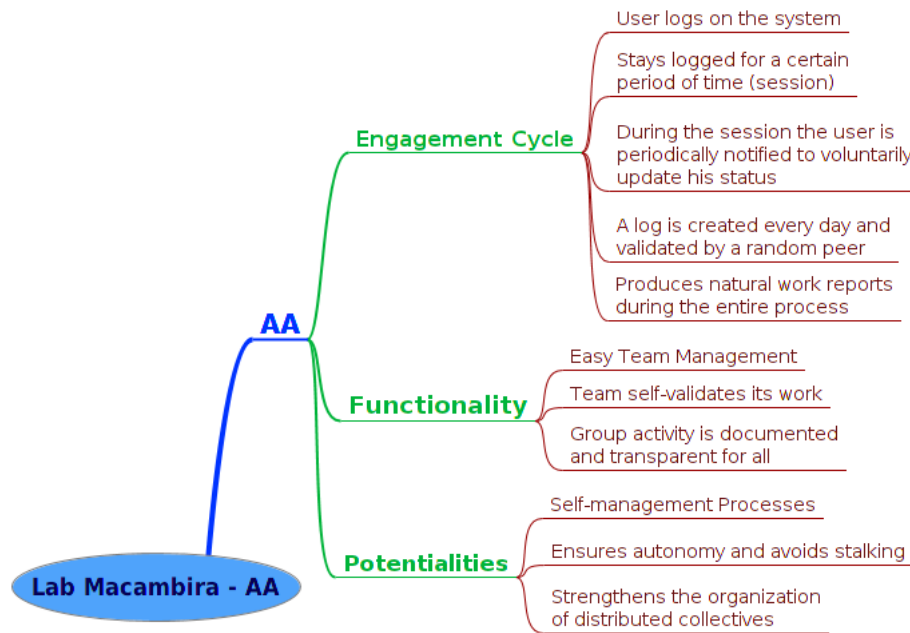 User logs on the system
Stays logged for a certain
period of time (session)
Engagement Cycle
During the session the user is
periodically notified to voluntarily
update his status
A log is created every day and
validated by a random peer
Produces natural work reports
during the entire process
AA
Easy Team Management
Functionality
Team self-validates its work
Group activity is documented
and transparent for all
Self-management Processes
Potentialities
Ensures autonomy and avoids stalking
Strengthens the organization
of distributed collectives
Lab Macambira - AA